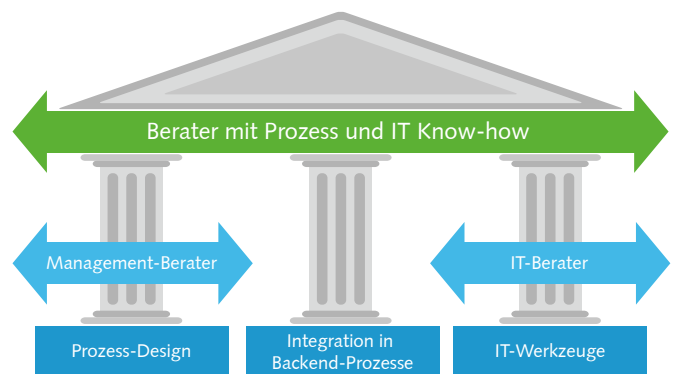 Berater mit Prozess und IT Know-how
Management-Berater
IT-Berater
Prozess-Design
Integration in
Backend-Prozesse
IT-Werkzeuge